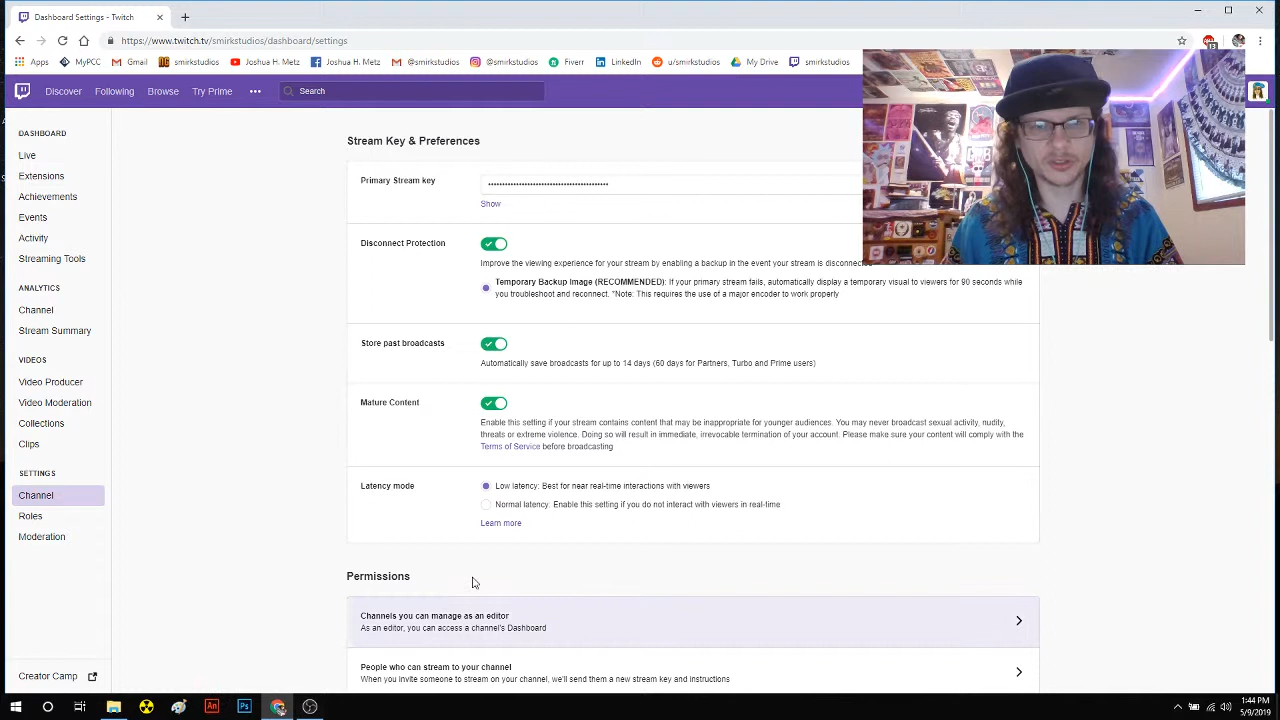 Dashboard Settings - Twitch
https://www.twitch.tv/smirkstudios/dashboard/settings
Apps MyPCC Gmail smirkstudios Joshua H. Metz Joshua H. Metz @smirkstudios @smirkstudios Fiverr LinkedIn u/smirkstudios My Drive smirkstudios
13
Discover Following Browse Try Prime Search
DASHBOARD
Live
Extensions
Achievements
Events
Activity
Streaming Tools
ANALYTICS
Channel
Stream Summary
VIDEOS
Video Producer
Video Moderation
Collections
Clips
SETTINGS
Channel
Roles
Moderation
Creator Camp
Stream Key & Preferences
Primary Stream key
Show
Disconnect Protection
Improve the viewing experience for your stream by enabling a backup in the event your stream is disconnected
Temporary Backup Image (RECOMMENDED): If your primary stream fails, automatically display a temporary visual to viewers for 90 seconds while
you troubleshoot and reconnect. *Note: This requires the use of a major encoder to work properly
Store past broadcasts
Automatically save broadcasts for up to 14 days (60 days for Partners, Turbo and Prime users)
Mature Content
Enable this setting if your stream contains content that may be inappropriate for younger audiences. You may never broadcast sexual activity, nudity,
threats or extreme violence. Doing so will result in immediate, irrevocable termination of your account. Please make sure your content will comply with the
Terms of Service before broadcasting
Latency mode
Low latency: Best for near real-time interactions with viewers
Normal latency: Enable this setting if you do not interact with viewers in real-time
Learn more
Permissions
Channels you can manage as an editor
As an editor, you can access a channel's Dashboard
People who can stream to your channel
When you invite someone to stream on your channel, we'll send them a new stream key and instructions
An
Ps
1:44 PM
5/9/2019